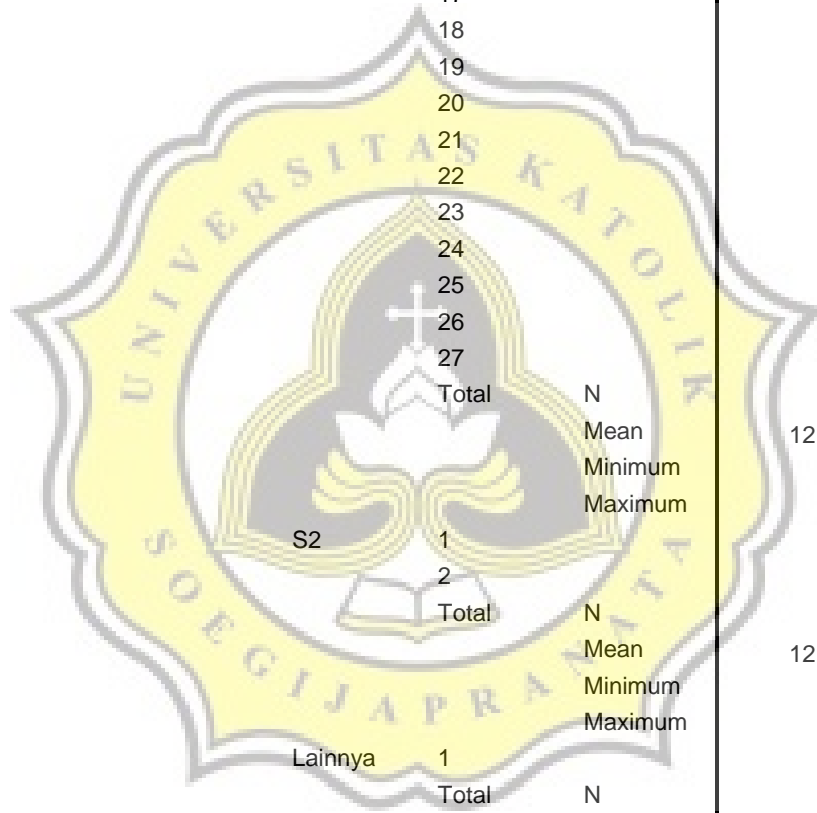 18
19
20
21
22
23
24
25
26
27
Total N
Mean 12
Minimum
Maximum
S2 1
2
Total N
Mean 12
Minimum
Maximum
Lainnya 1
Total N
UNIVERSITAS KATOLIK
SOEGIJAPRANATA